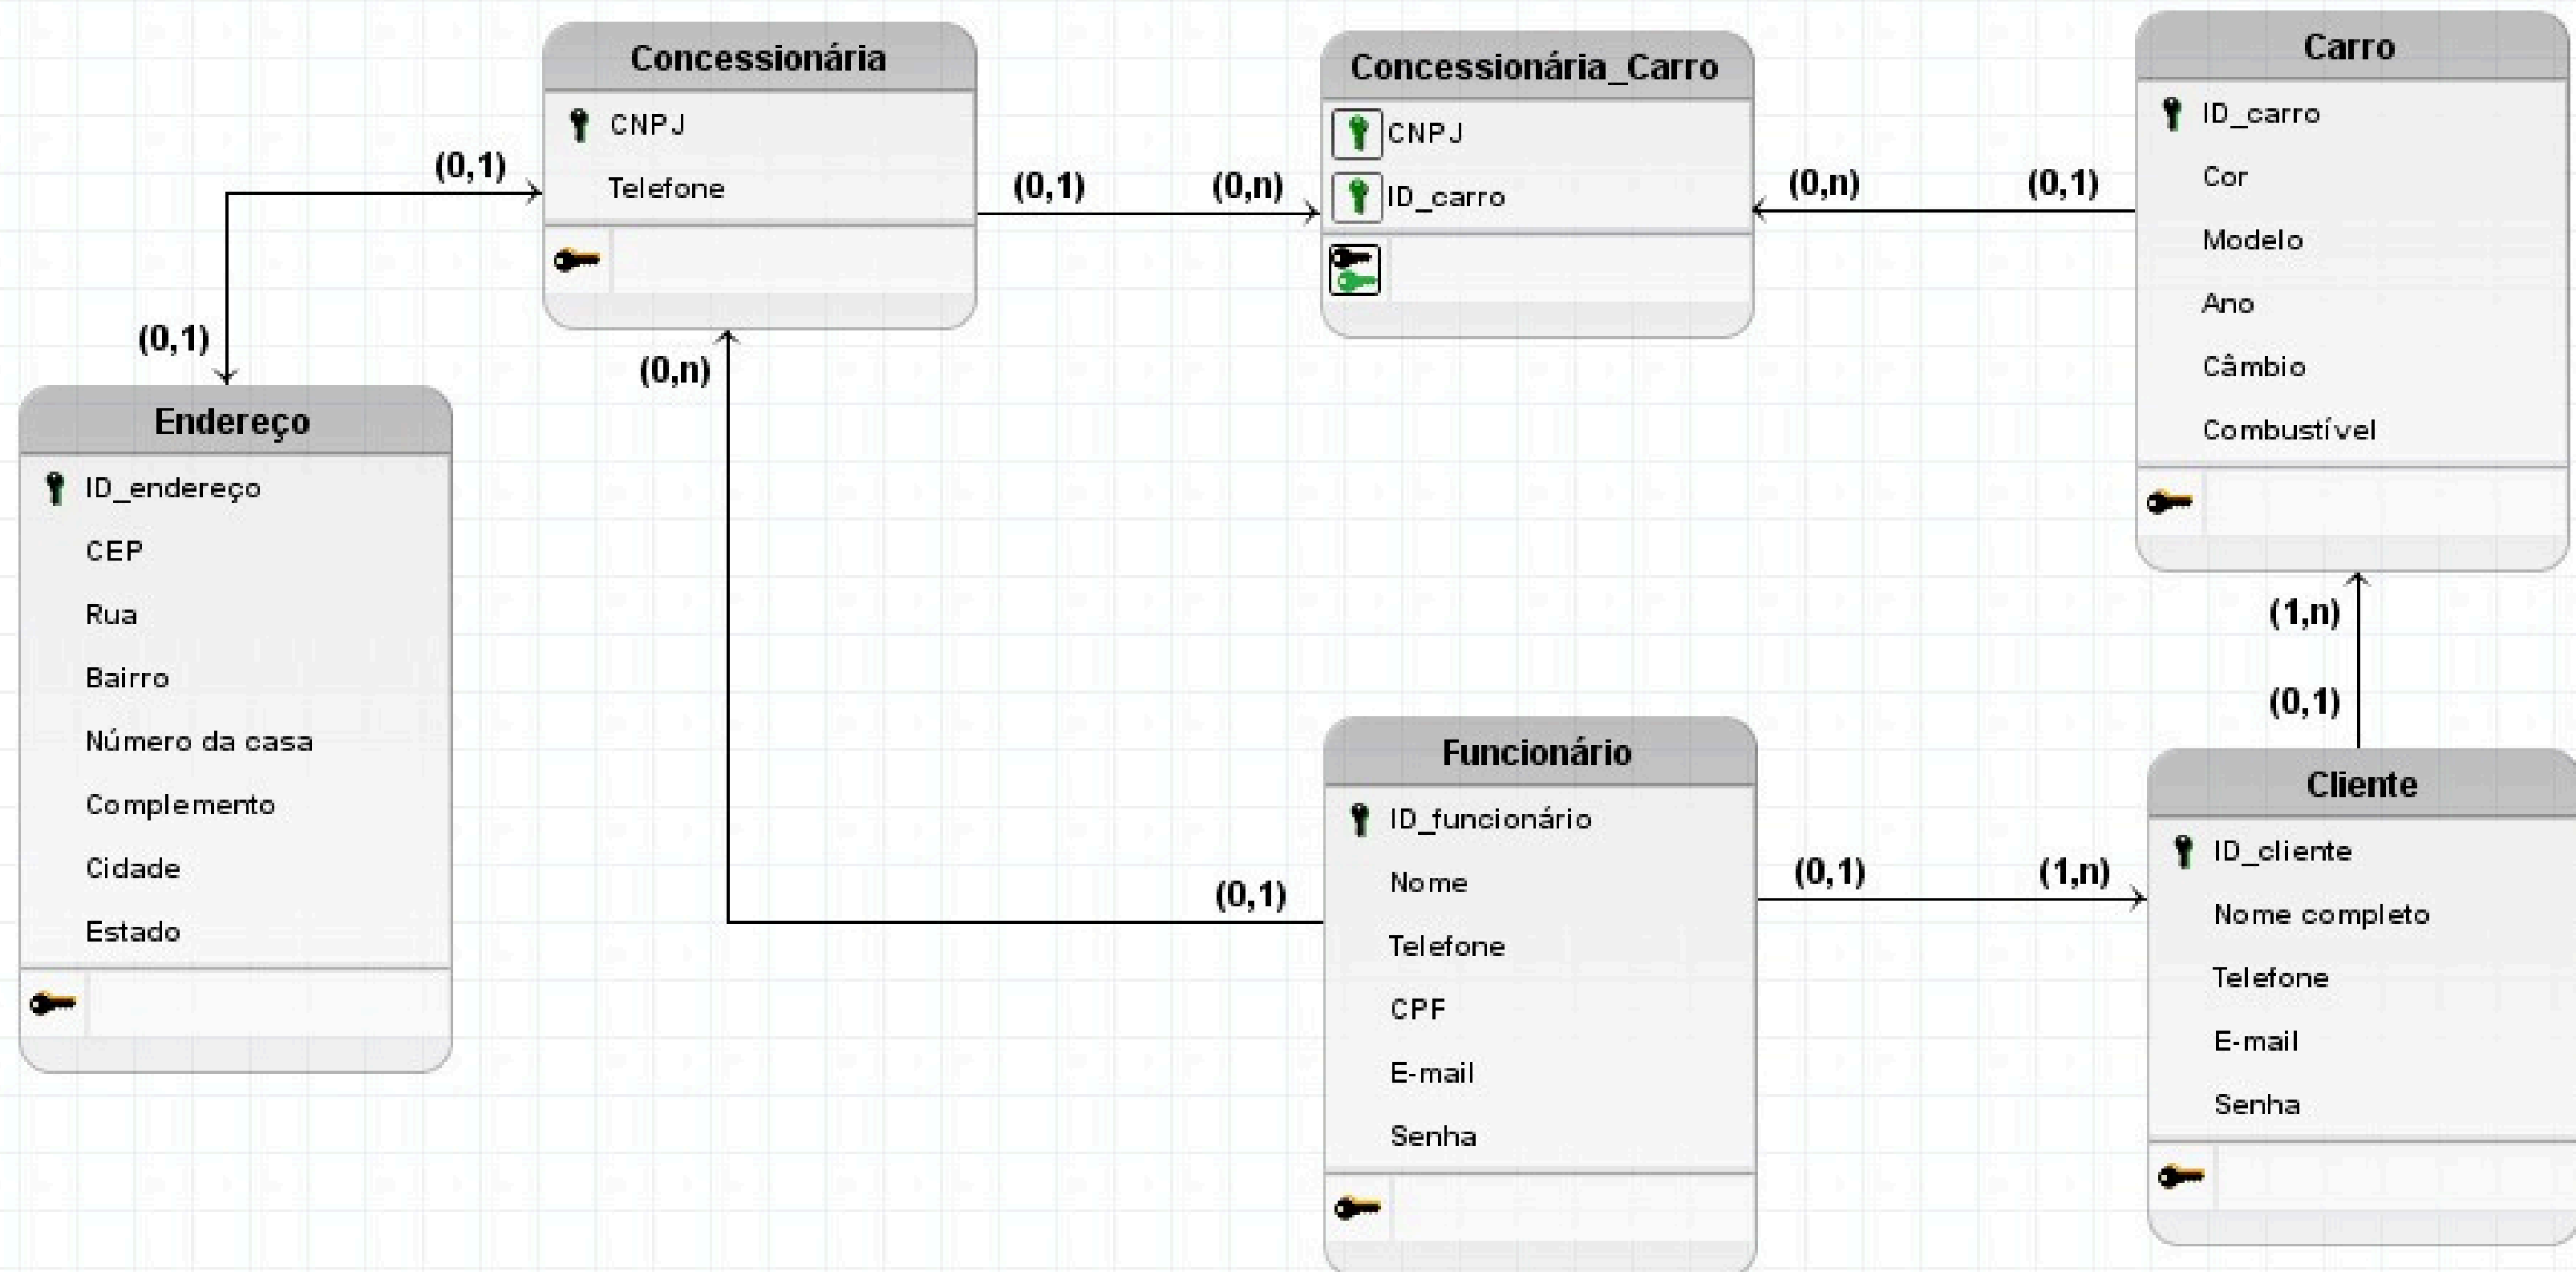 Concessionária
CNPJ
Telefone
(0,1)
(0,1)
(0,1)
(0,n)
Concessionária_Carro
CNPJ
ID_carro
(0,n)
(0,1)
Carro
ID_carro
Cor
Modelo
Ano
Câmbio
Combustível
(0,n)
Endereço
ID_endereço
CEP
Rua
Bairro
Número da casa
Complemento
Cidade
Estado
(0,1)
Funcionário
ID_funcionário
Nome
Telefone
CPF
E-mail
Senha
(0,1)
(1,n)
(1,n)
(0,1)
Cliente
ID_cliente
Nome completo
Telefone
E-mail
Senha